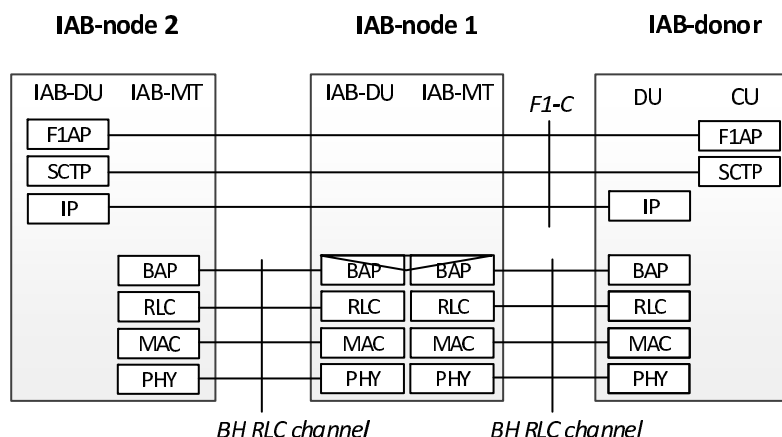 IAB-node 2 IAB-node 1 IAB-donor
IAB-DU IAB-MT IAB-DU IAB-MT F1-C DU CU
F1AP F1AP
SCTP SCTP
IP IP
BAP BAP BAP BAP
RLC RLC RLC RLC
MAC MAC MAC MAC
PHY PHY PHY PHY
BH RLC channel BH RLC channel